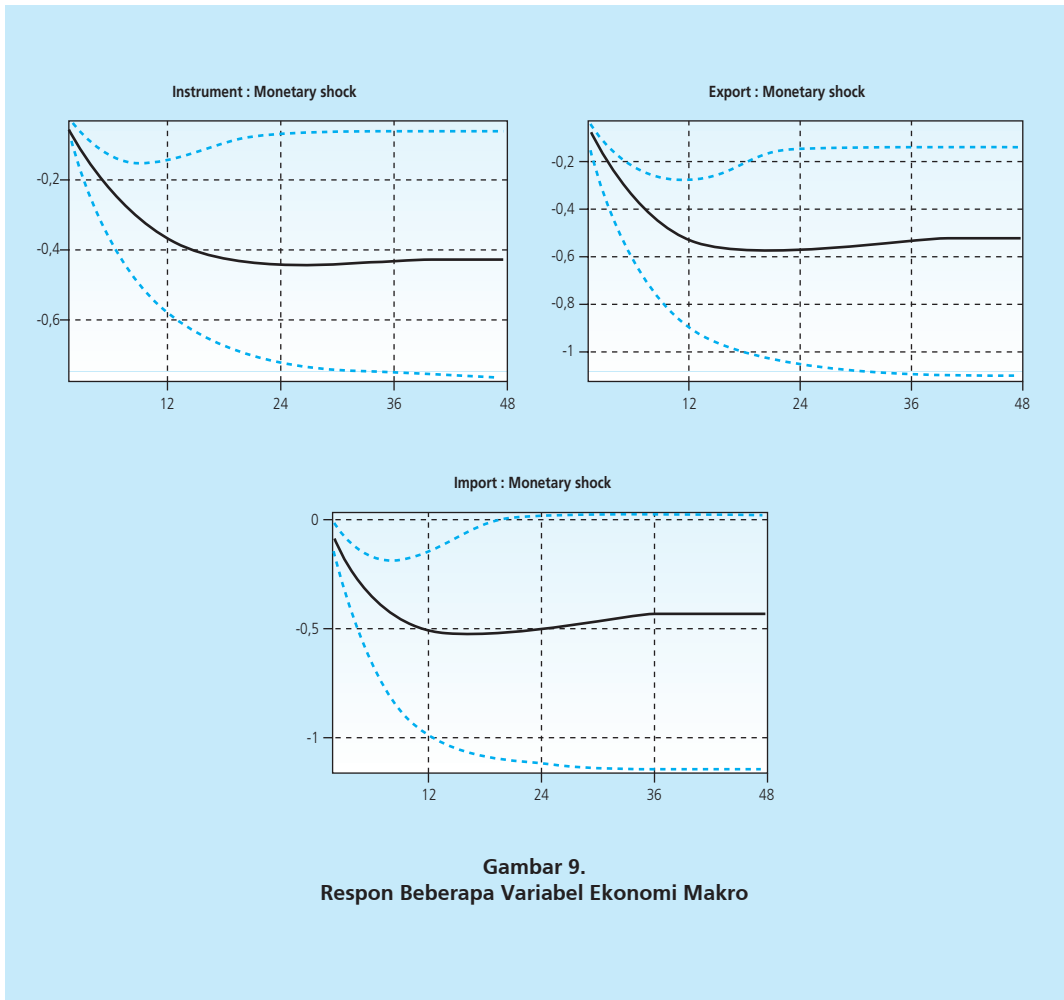 Instrument : Monetary shock
-0,2
-0,4
-0,6
12 24 36 48
Export : Monetary shock
-0,2
-0,4
-0,6
-0,8
-1
12 24 36 48
Import : Monetary shock
0
-0,5
-1
12 24 36 48
Gambar 9.
Respon Beberapa Variabel Ekonomi Makro